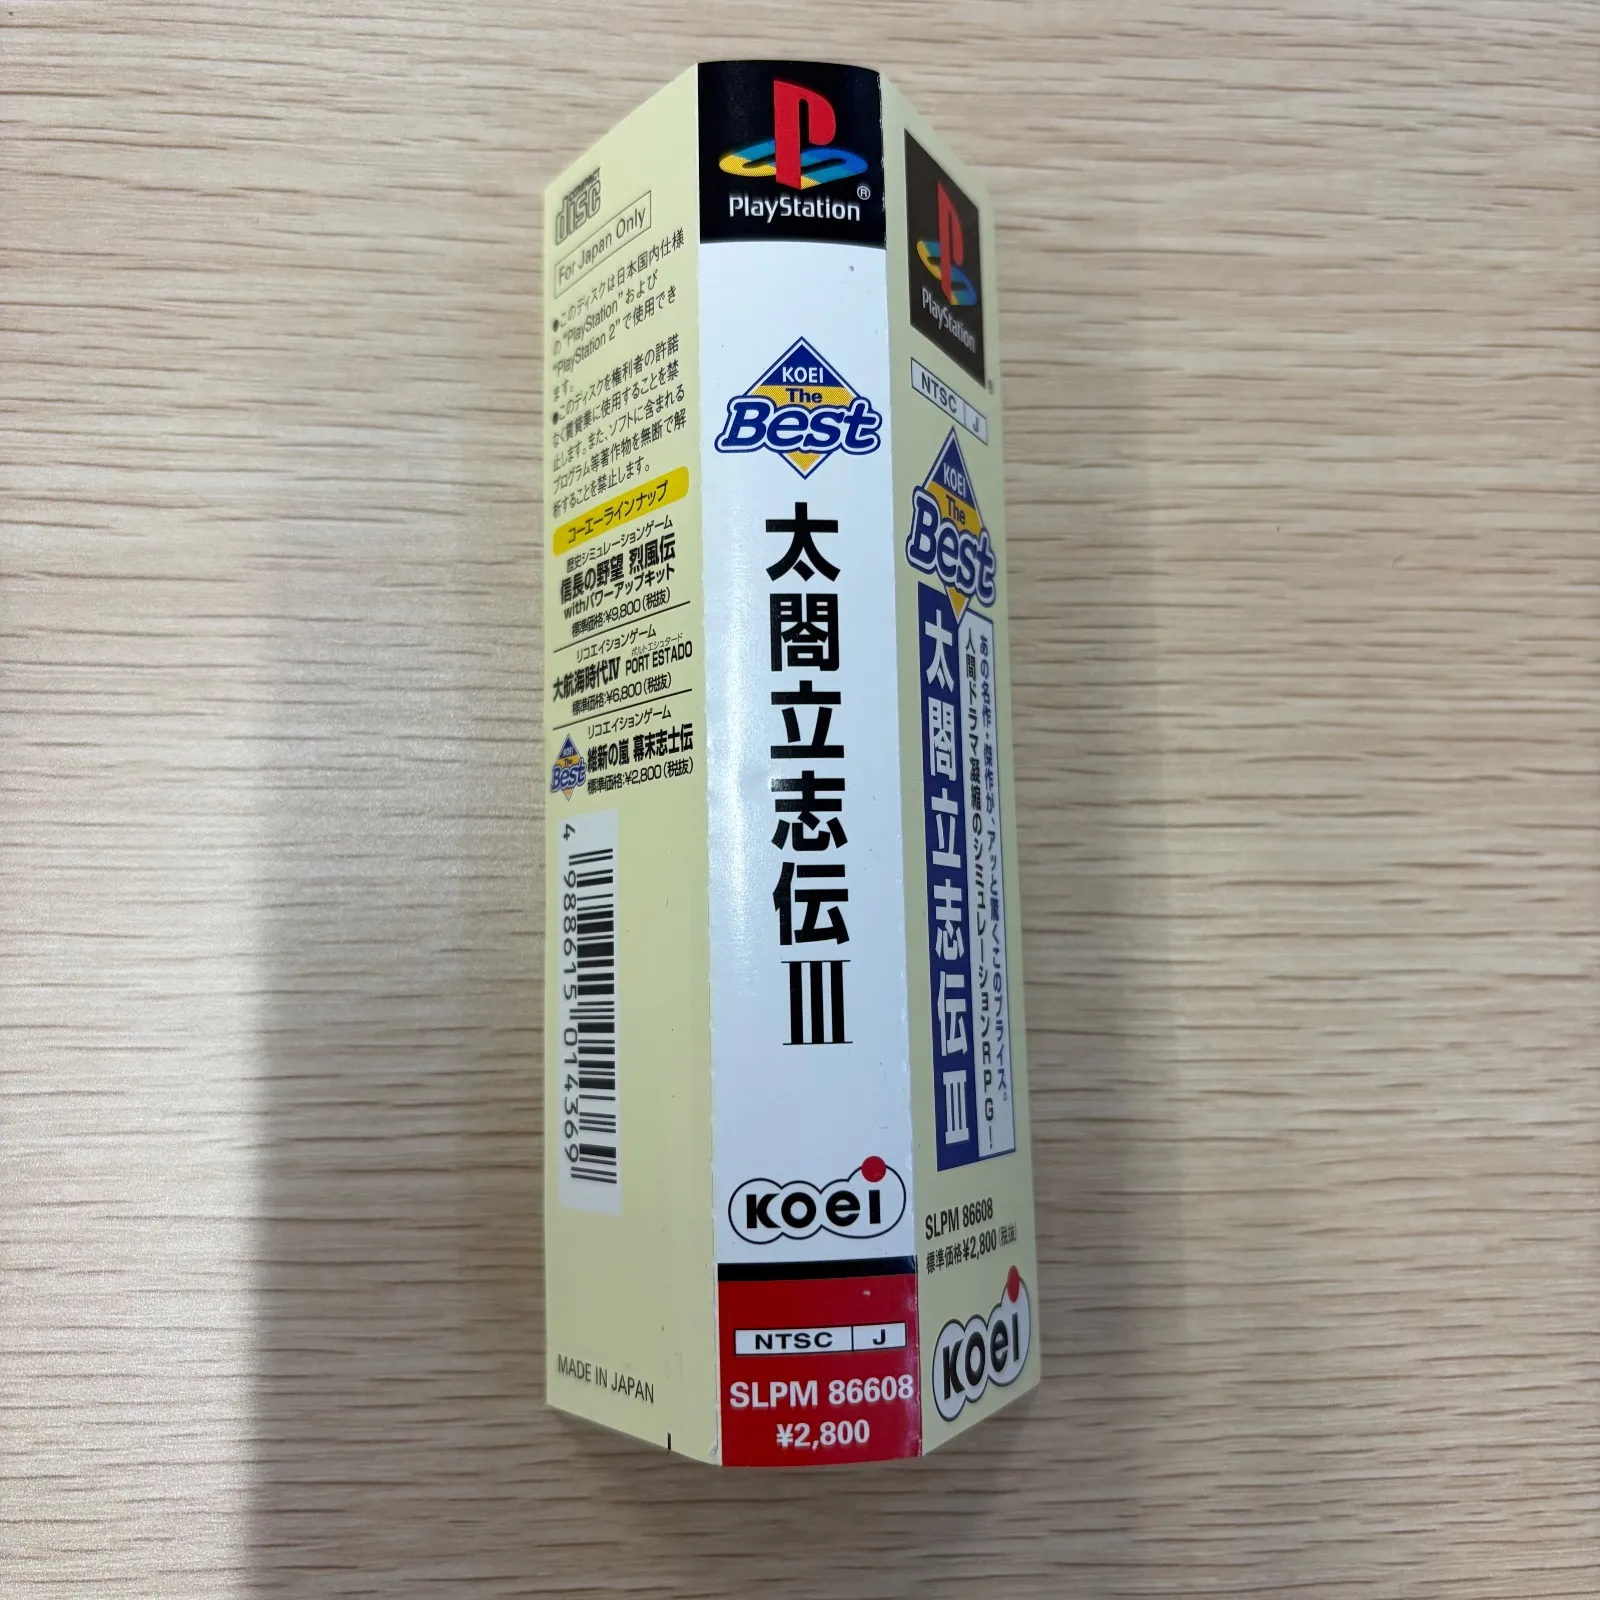 COMPACT
disc
For Japan Only
●このディスクは日本国内仕様
の"PlayStation"および
"PlayStation 2"で使用でき
ます。
●このディスクを権利者の許諾
なく賃貸業に使用することを禁
止します。また、ソフトに含まれる
プログラム等著作物を無断で解
析することを禁止します。
コーエーラインナップ
歴史シミュレーションゲーム
信長の野望 烈風伝
withパワーアップキット
標準価格:¥9,800(税抜)
リコエイションゲーム
ポルトエシュタード
大航海時代Ⅳ PORT ESTADO
標準価格:¥6,800(税抜)
リコエイションゲーム
KOEI The Best
維新の嵐 幕末志士伝
標準価格:¥2,800(税抜)
4 988615 014369
MADE IN JAPAN
PlayStation®
KOEI
The
Best
太閤立志伝Ⅲ
KOEI
NTSC J
SLPM 86608
¥2,800
PlayStation
®
NTSC J
KOEI
The
Best
あの名作・傑作が、アッと驚くこのプライス。
人間ドラマ凝縮のシミュレーションRPG!
太閤立志伝Ⅲ
SLPM 86608
標準価格¥2,800(税抜)
KOEI